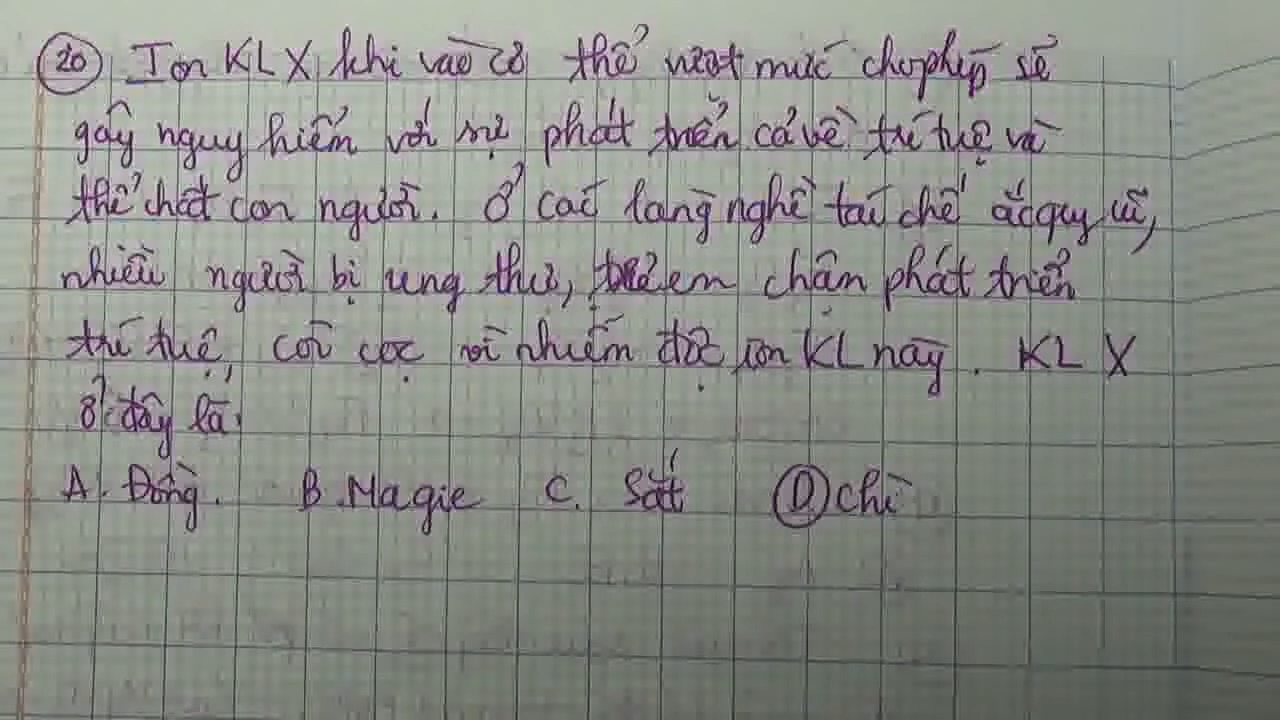 20 Ion KLX khi vào cơ thể vượt mức cho phép sẽ
gây nguy hiểm với sự phát triển cả về trí tuệ và
thể chất con người. Ở các làng nghề tái chế ắc quy cũ,
nhiều người bị ung thư, trẻ em chậm phát triển
trí tuệ, còi cọc vì nhiễm độc ion KL này. KL X
ở đây là:
A. Đồng. B. Magie C. Sắt D chì